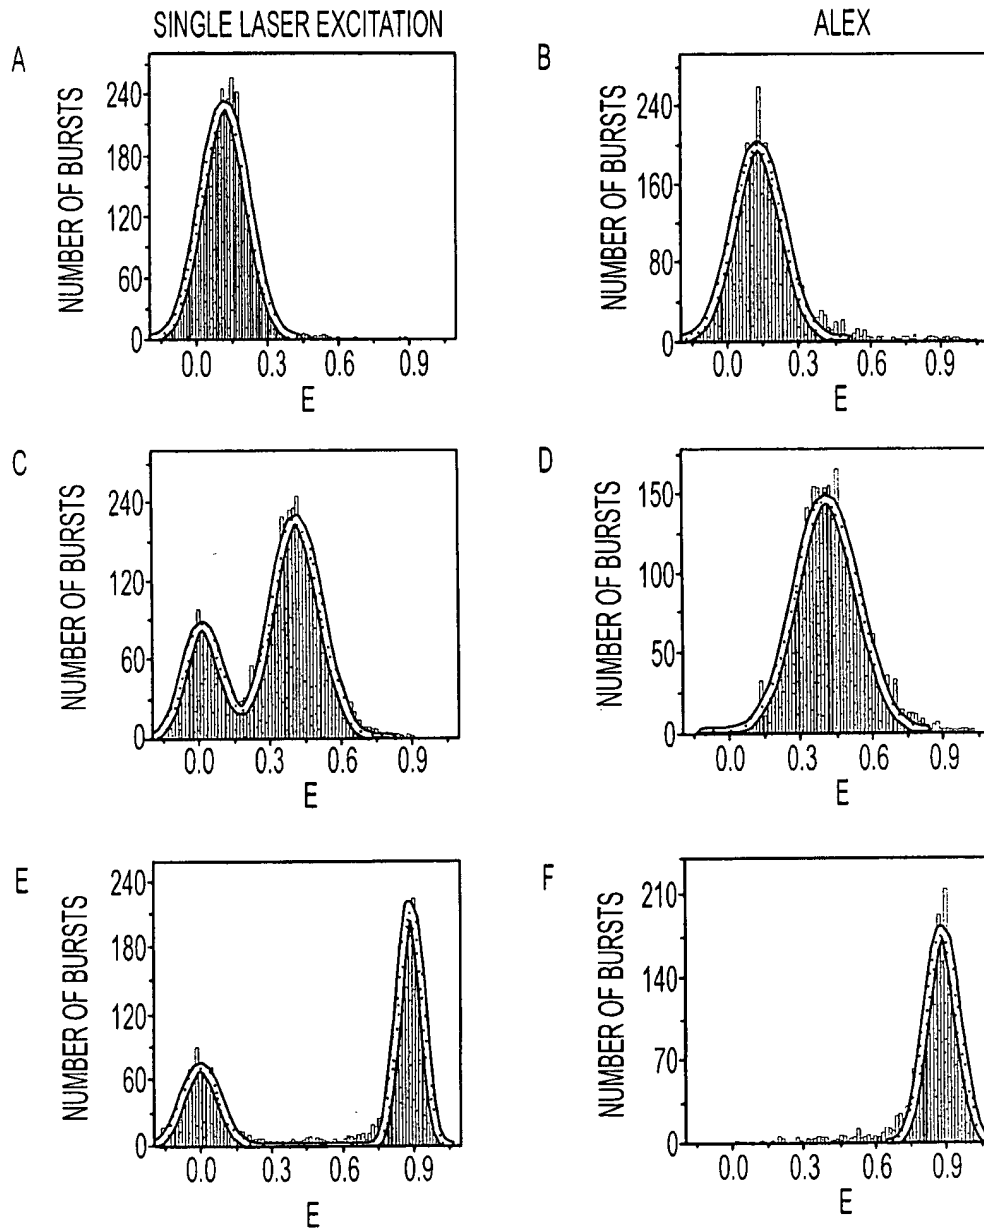 SINGLE LASER EXCITATION
ALEX
A
NUMBER OF BURSTS
240
180
120
60
0
0.0 0.3 0.6 0.9
E
B
NUMBER OF BURSTS
240
160
80
0
0.0 0.3 0.6 0.9
E
C
NUMBER OF BURSTS
240
120
60
0
0.0 0.3 0.6 0.9
E
D
NUMBER OF BURSTS
150
100
50
0
0.0 0.3 0.6 0.9
E
E
NUMBER OF BURSTS
240
180
120
60
0
0.0 0.3 0.6 0.9
E
F
NUMBER OF BURSTS
210
140
70
0
0.0 0.3 0.6 0.9
E